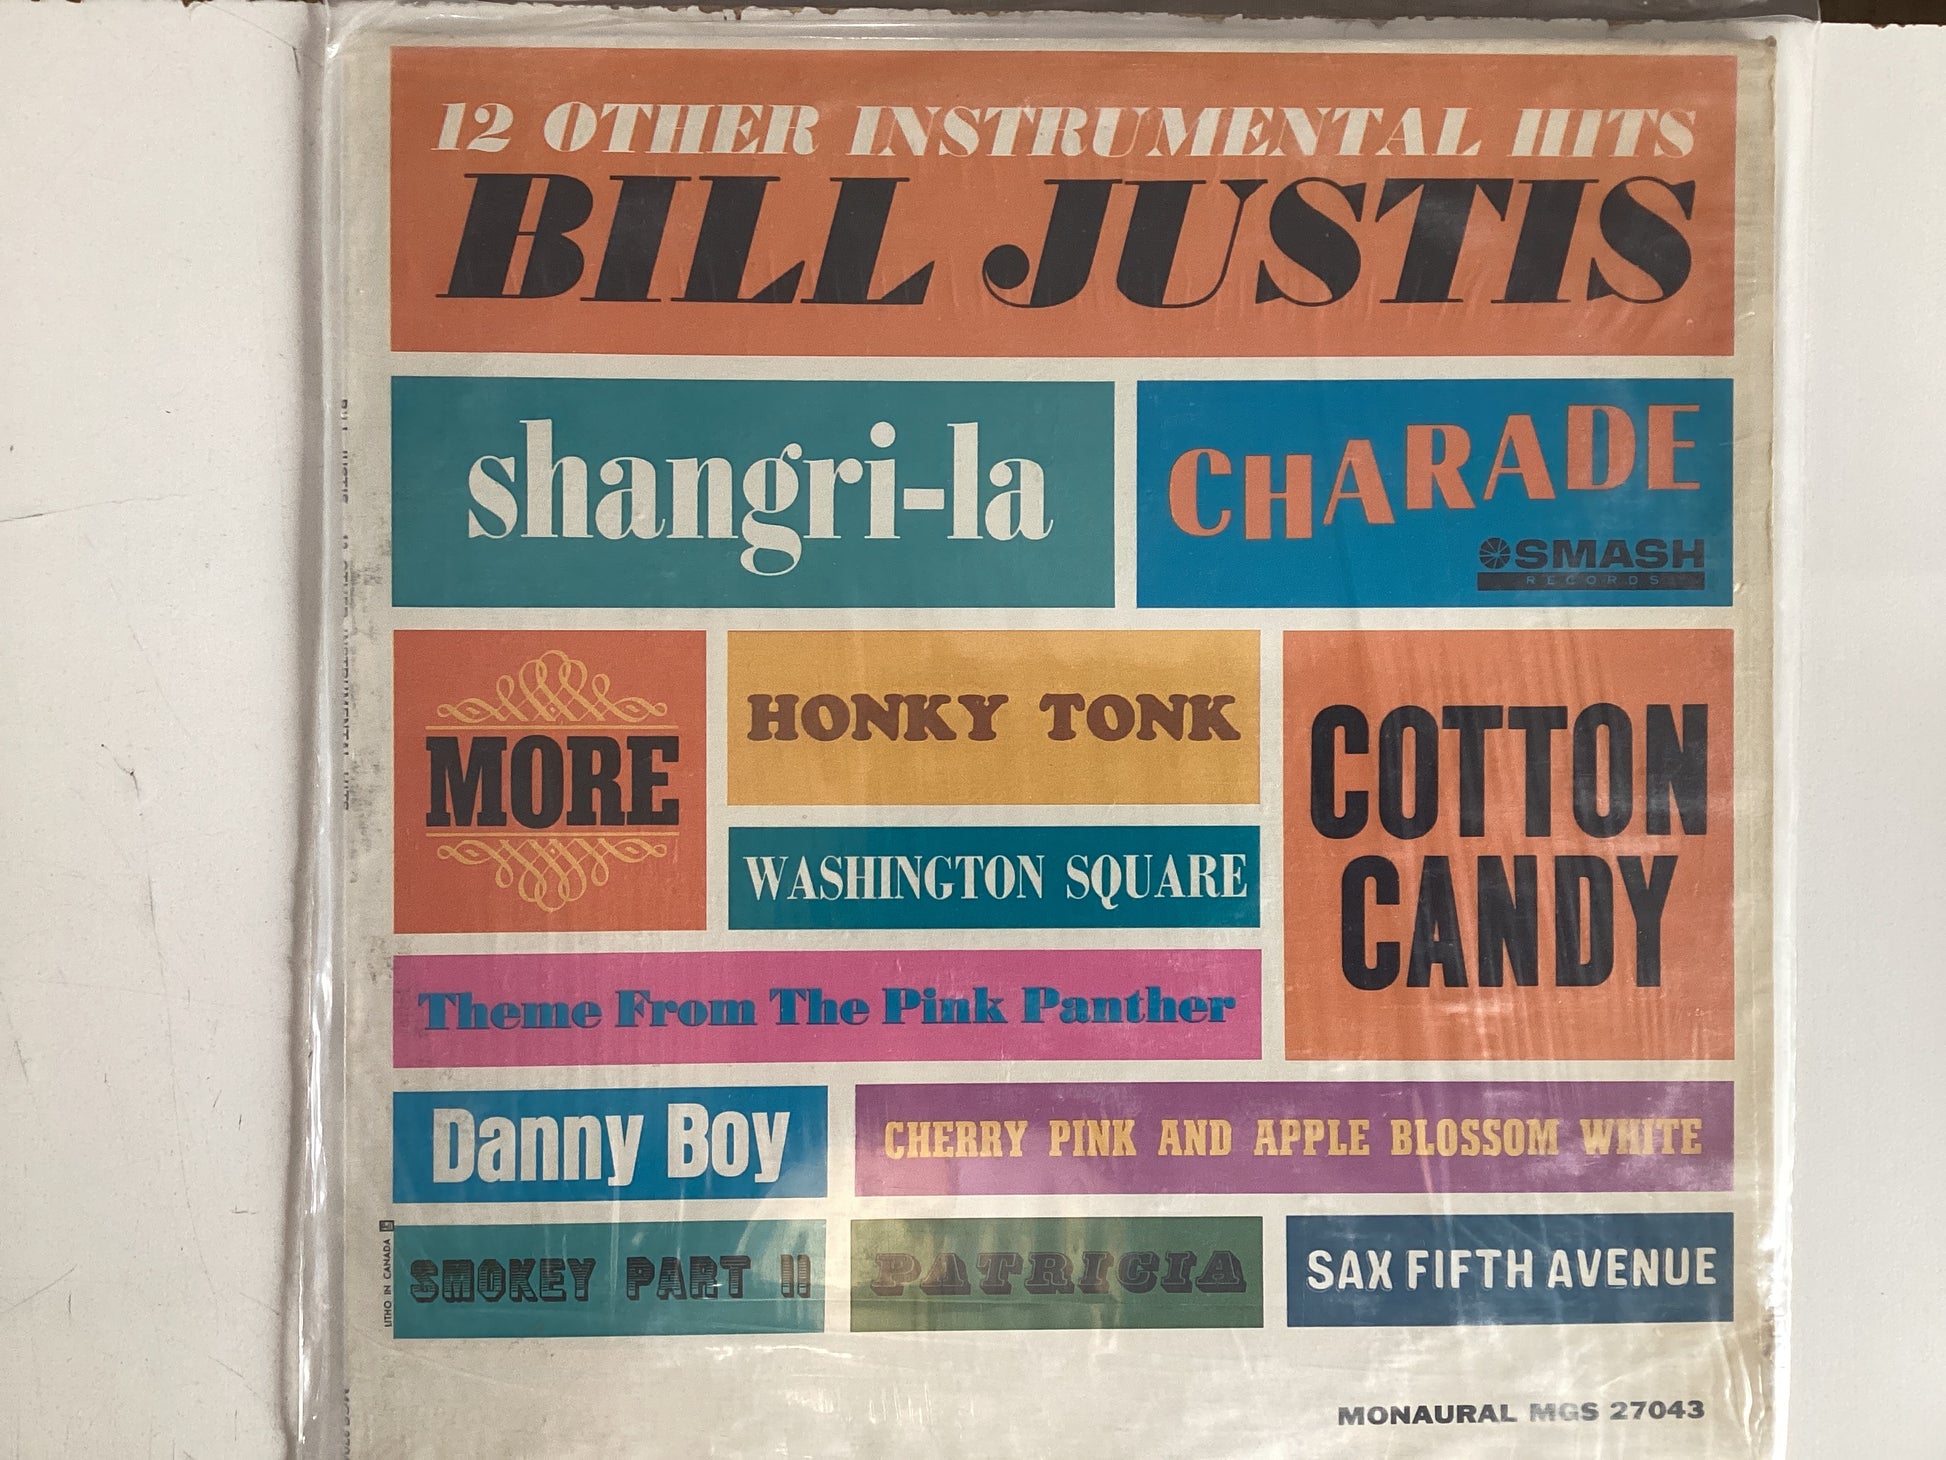 12 OTHER INSTRUMENTAL HITS
BILL JUSTIS
shangri-la
CHARADE
SMASH
RECORDS
MORE
HONKY TONK
COTTON
CANDY
WASHINGTON SQUARE
Theme From The Pink Panther
Danny Boy
CHERRY PINK AND APPLE BLOSSOM WHITE
SMOKEY PART II
PATRICIA
SAX FIFTH AVENUE
LITHO IN CANADA
MONAURAL MGS 27043